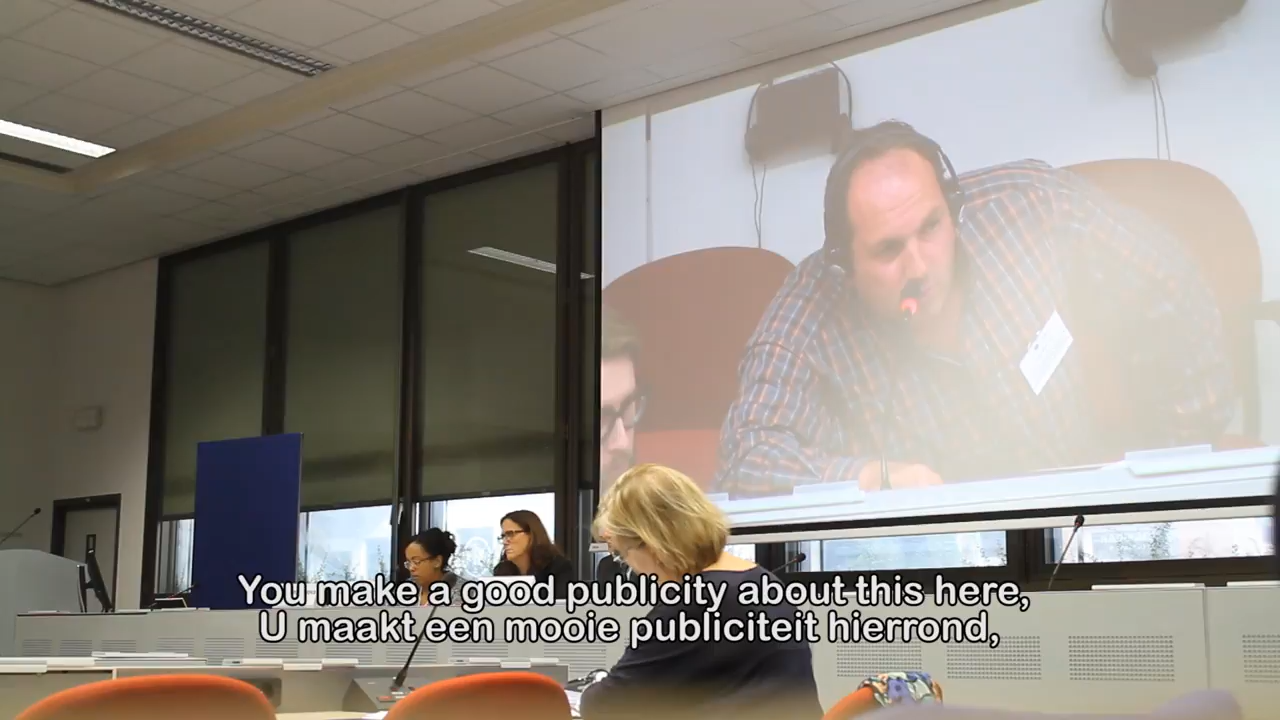 You make a good publicity about this here,
U maakt een mooie publiciteit hierrond,